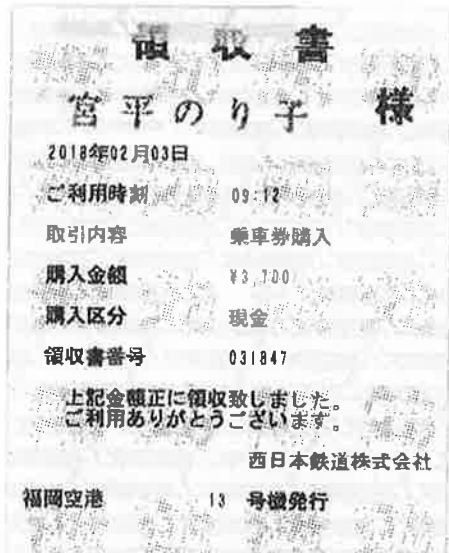 領収書
宮平のり子 様
2018年02月03日
ご利用時刻 09:12
取引内容 乗車券購入
購入金額 ¥3,700
購入区分 現金
領収書番号 031847
上記金額正に領収致しました。
ご利用ありがとうございます。
西日本鉄道株式会社
福岡空港 13 号機発行